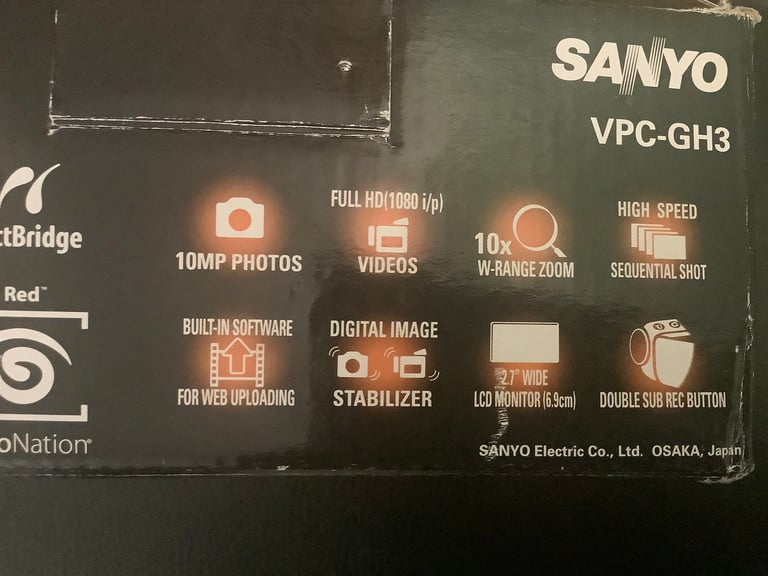 SANYO
VPC-GH3
ctBridge
10MP PHOTOS
FULL HD(1080 i/p)
VIDEOS
10x
W-RANGE ZOOM
HIGH SPEED
SEQUENTIAL SHOT
Red™
oNation®
BUILT-IN SOFTWARE
FOR WEB UPLOADING
DIGITAL IMAGE
STABILIZER
2.7" WIDE
LCD MONITOR (6.9cm)
DOUBLE SUB REC BUTTON
SANYO Electric Co., Ltd. OSAKA, Japan